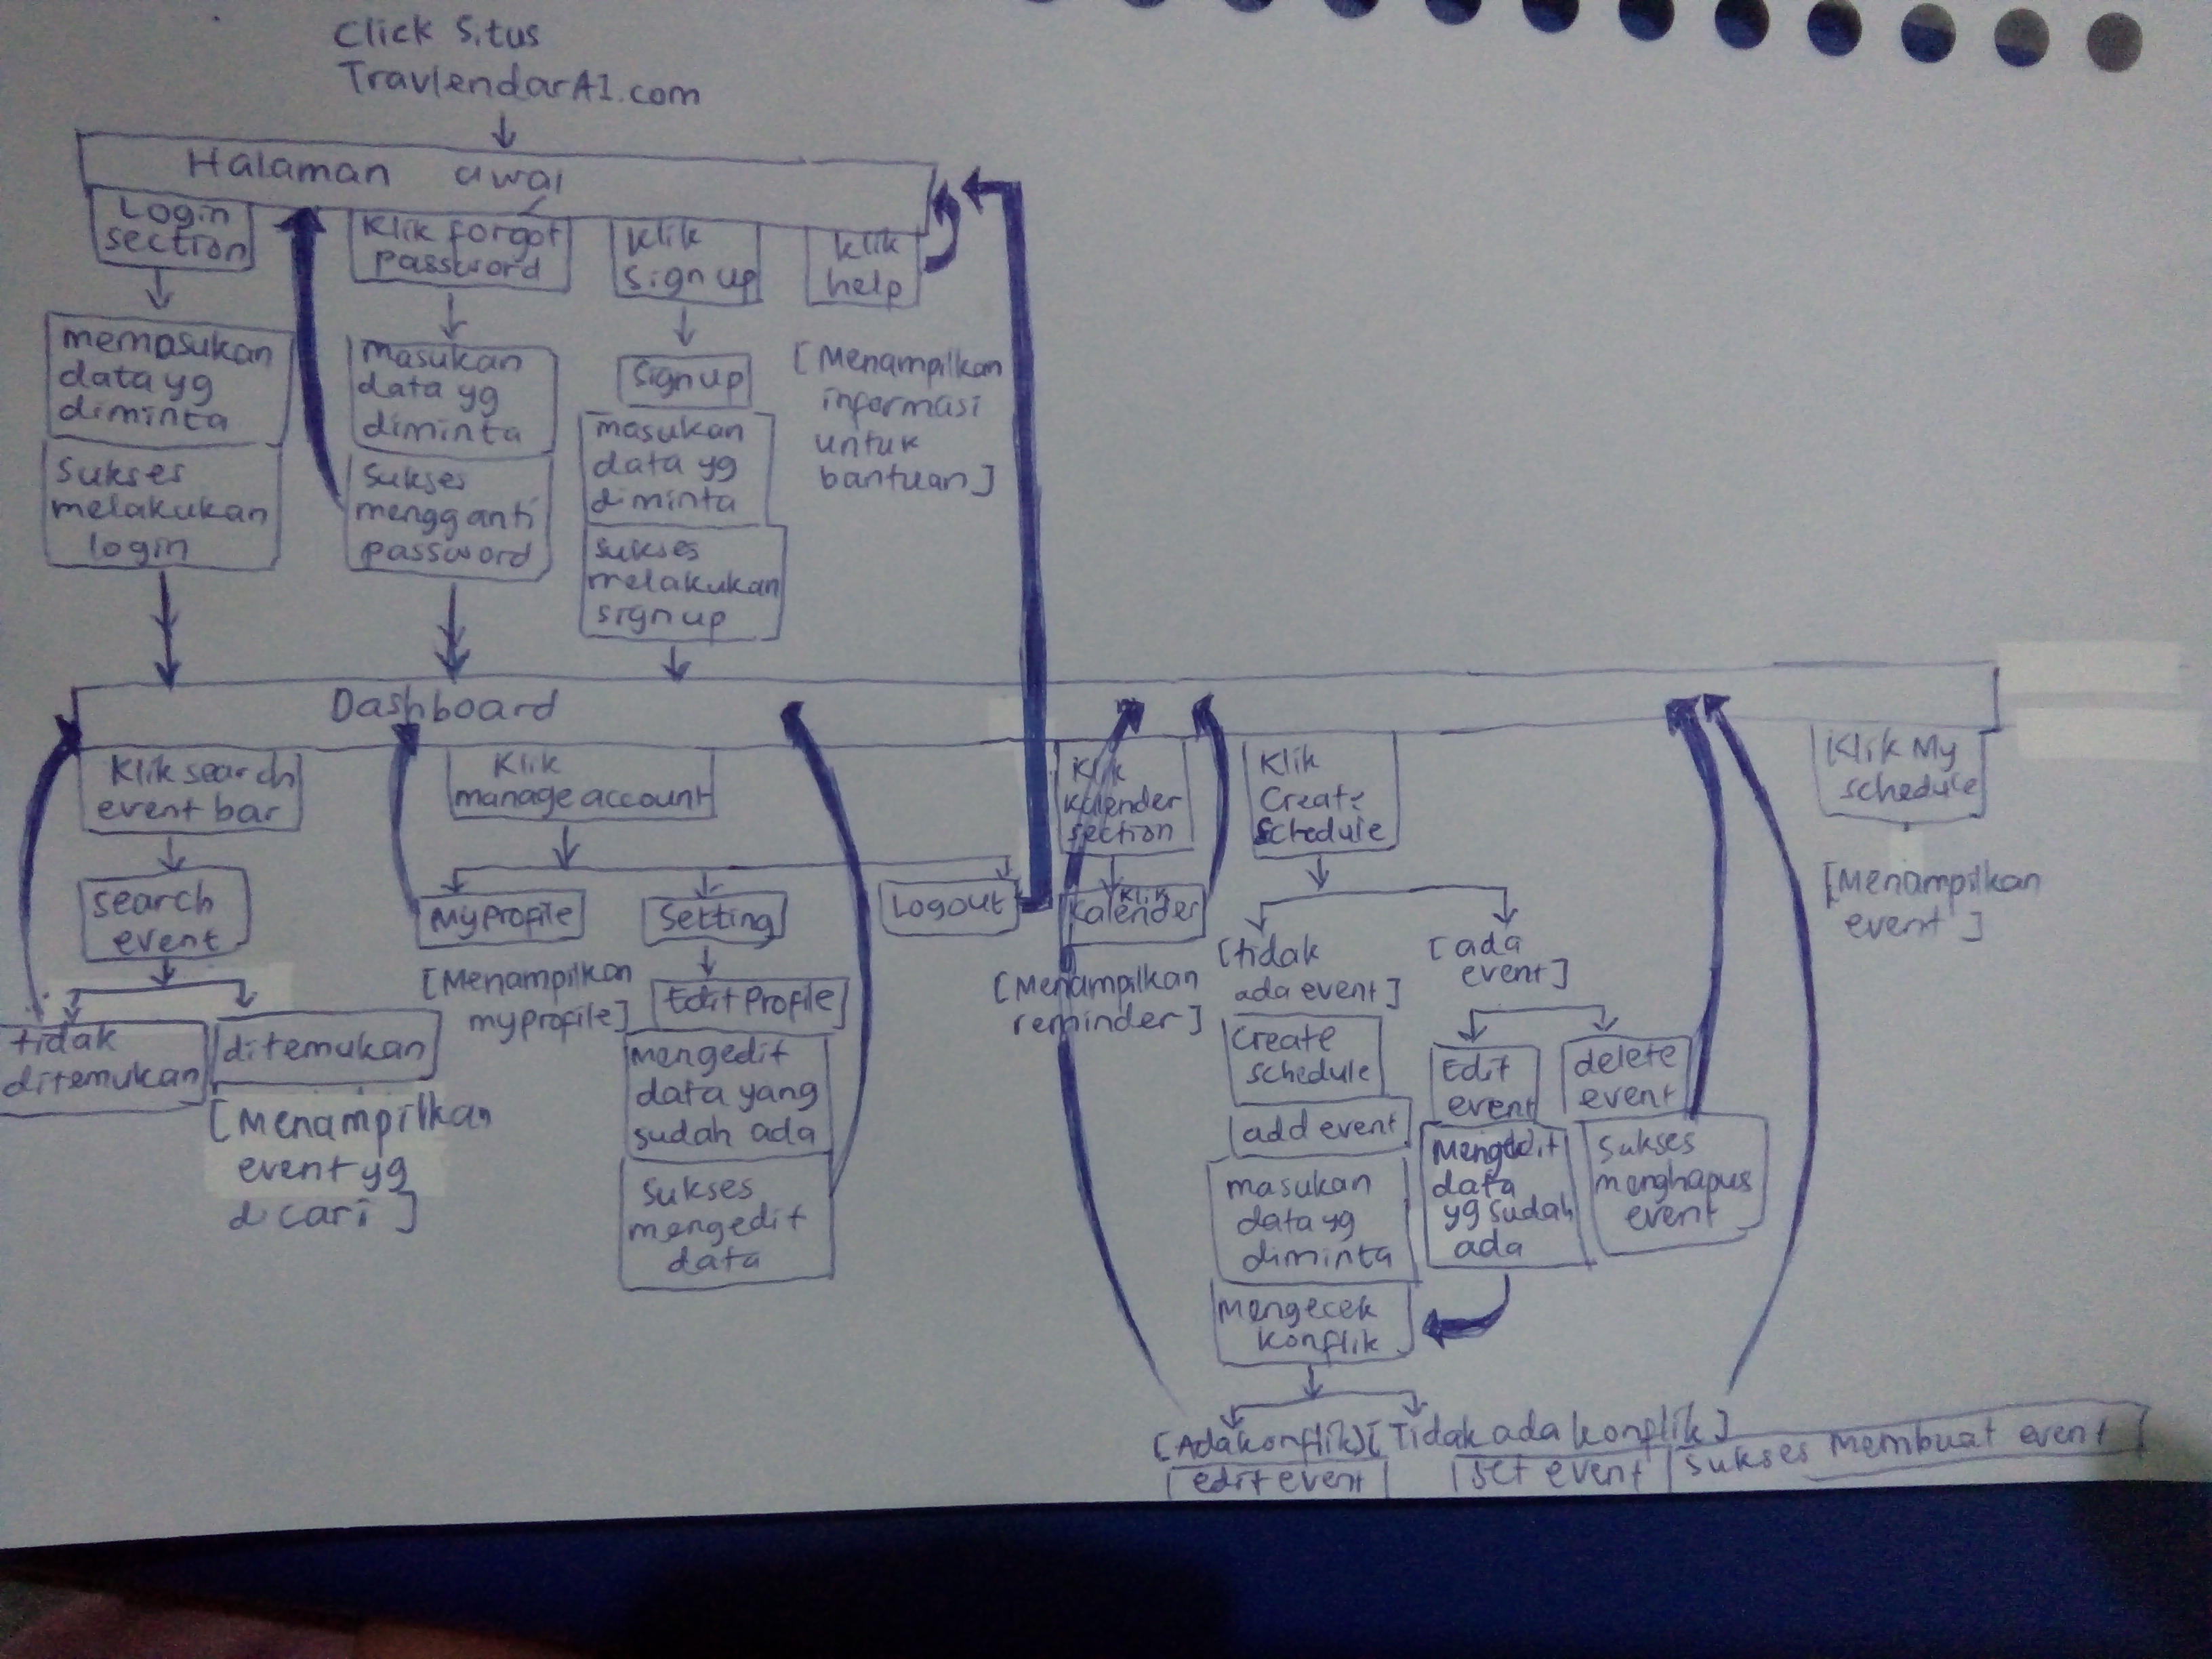 Click Situs
TravlendarAI.com
Halaman awal
Login
section
Klik forgot
password
Klik
Sign up
Klik
help
memasukan
data yg
diminta
Sukses
melakukan
login
masukan
data yg
diminta
Sukses
mengganti
password
Sign up
masukan
data yg
diminta
sukses
melakukan
sign up
[Menampilkan
informasi
untuk
bantuan]
Dashboard
Klik search
event bar
search
event
tidak
ditemukan
ditemukan
[Menampilkan
event yg
dicari]
Klik
manage account
My profile
[Menampilkan
my profile]
Setting
Edit Profile
mengedit
data yang
sudah ada
sukses
mengedit
data
Logout
Klik
Kalender
section
Klik
Kalender
[Menampilkan
reminder]
Klik
Create
Schedule
[tidak
ada event]
Create
schedule
add event
masukan
data yg
diminta
Mengecek
Konflik
[ada
event]
Edit
event
Mengedit
data
yg sudah
ada
delete
event
Sukses
menghapus
event
[Ada konflik] [Tidak ada konflik]
edit event
set event
Sukses membuat event
Klik My
schedule
[Menampilkan
event]